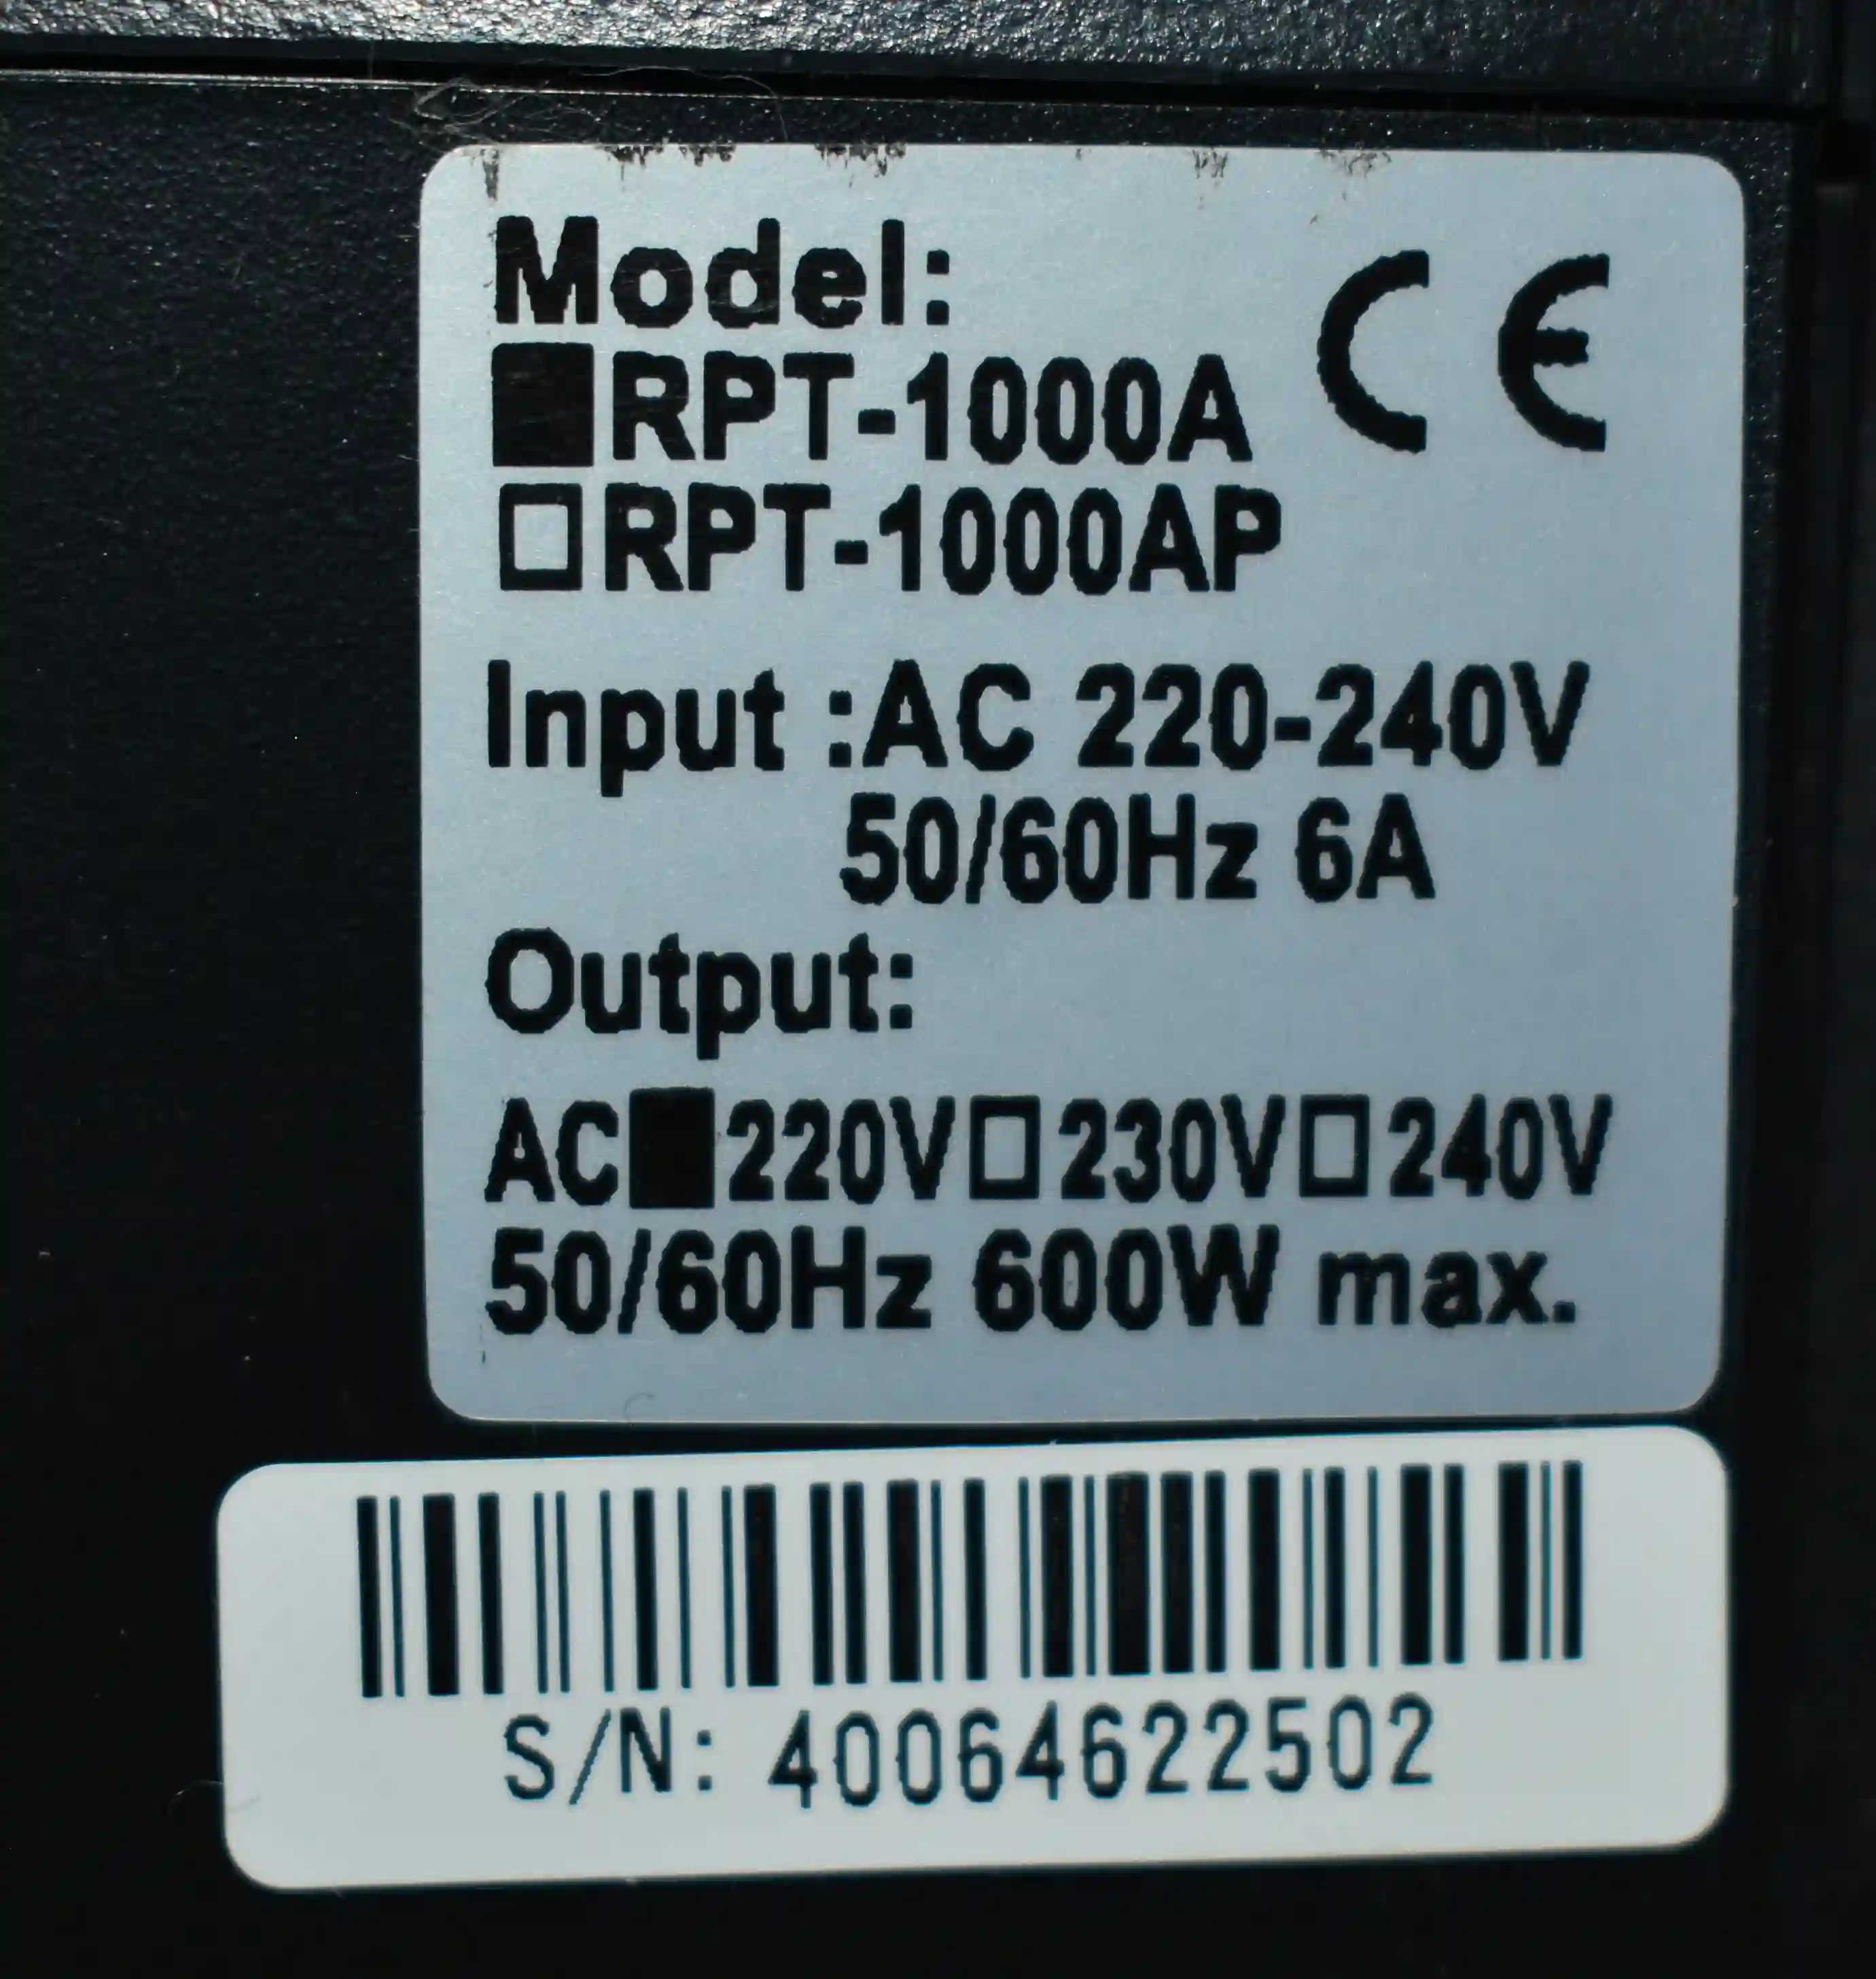 Model:
■RPT-1000A CE
□RPT-1000AP
Input :AC 220-240V
50/60Hz 6A
Output:
AC■220V□230V□240V
50/60Hz 600W max.
S/N: 40064622502